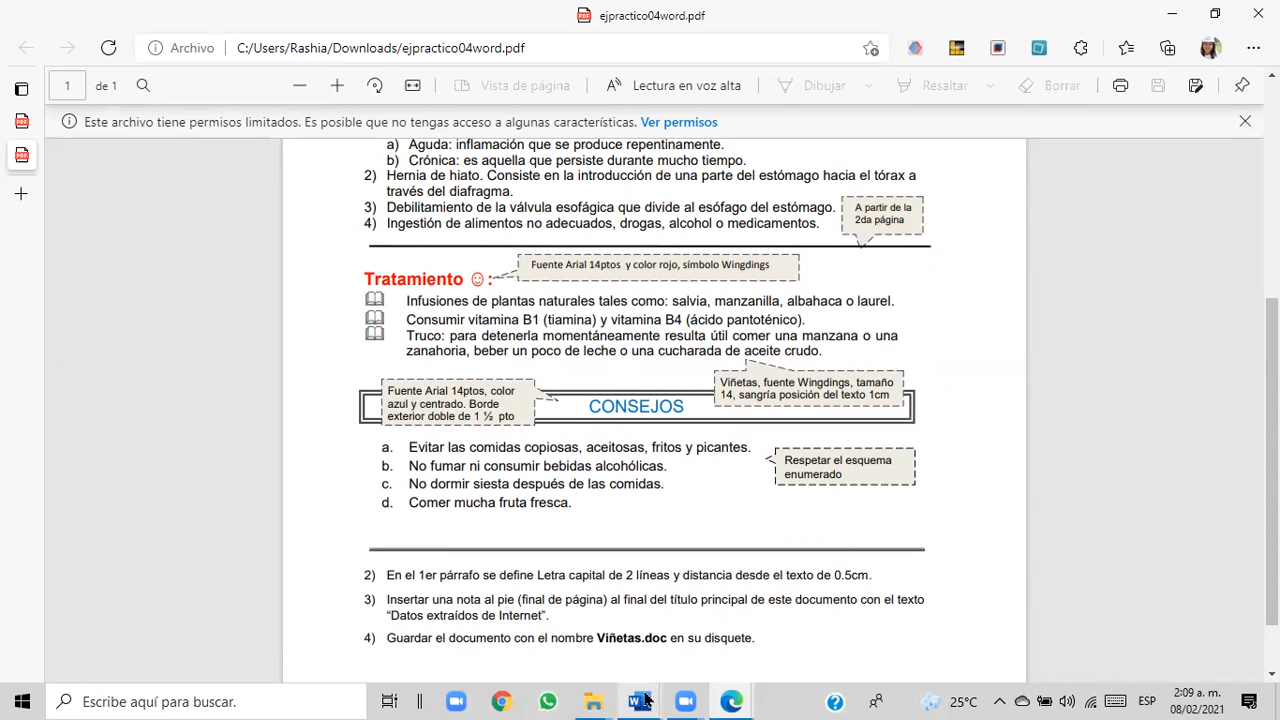 ejpractico04word.pdf
Archivo
C:/Users/Rashia/Downloads/ejpractico04word.pdf
1 de 1
Vista de página
Lectura en voz alta
Dibujar
Resaltar
Borrar
Este archivo tiene permisos limitados. Es posible que no tengas acceso a algunas características. Ver permisos
a) Aguda: inflamación que se produce repentinamente.
b) Crónica: es aquella que persiste durante mucho tiempo.
2) Hernia de hiato. Consiste en la introducción de una parte del estómago hacia el tórax a
través del diafragma.
3) Debilitamiento de la válvula esofágica que divide al esófago del estómago.
4) Ingestión de alimentos no adecuados, drogas, alcohol o medicamentos.
A partir de la
2da página
Fuente Arial 14ptos y color rojo, símbolo Wingdings
Tratamiento ☺:
Infusiones de plantas naturales tales como: salvia, manzanilla, albahaca o laurel.
Consumir vitamina B1 (tiamina) y vitamina B4 (ácido pantoténico).
Truco: para detenerla momentáneamente resulta útil comer una manzana o una
zanahoria, beber un poco de leche o una cucharada de aceite crudo.
Viñetas, fuente Wingdings, tamaño
14, sangría posición del texto 1cm
Fuente Arial 14ptos, color
azul y centrado. Borde
exterior doble de 1 ½ pto
CONSEJOS
a. Evitar las comidas copiosas, aceitosas, fritos y picantes.
b. No fumar ni consumir bebidas alcohólicas.
c. No dormir siesta después de las comidas.
d. Comer mucha fruta fresca.
Respetar el esquema
enumerado
2) En el 1er párrafo se define Letra capital de 2 líneas y distancia desde el texto de 0.5cm.
3) Insertar una nota al pie (final de página) al final del título principal de este documento con el texto
“Datos extraídos de Internet”.
4) Guardar el documento con el nombre Viñetas.doc en su disquete.
Escribe aquí para buscar.
25°C
ESP
2:09 a. m.
08/02/2021